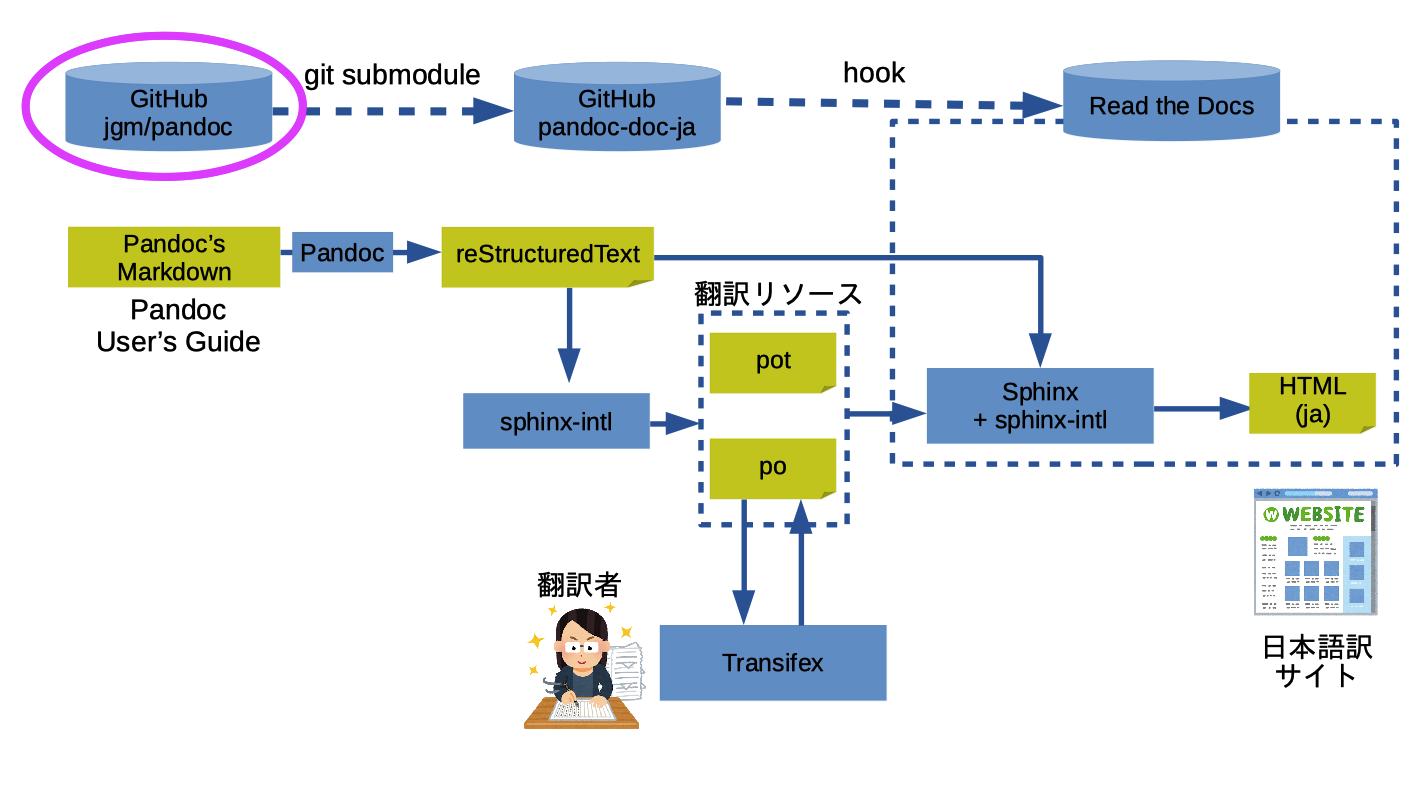 GitHub
jgm/pandoc
git submodule
GitHub
pandoc-doc-ja
hook
Read the Docs
Pandoc's
Markdown
Pandoc
reStructuredText
Pandoc
User's Guide
翻訳リソース
pot
sphinx-intl
po
Sphinx
+ sphinx-intl
HTML
(ja)
WEBSITE
翻訳者
Transifex
日本語訳
サイト